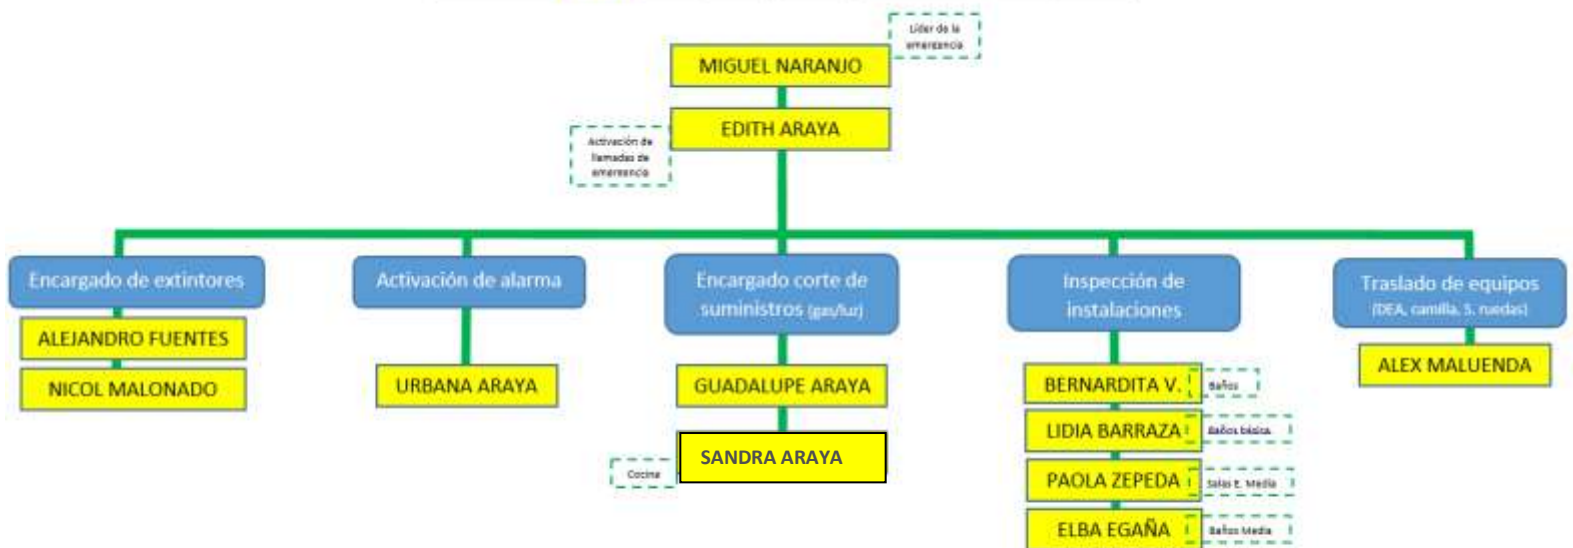 Líder de la
emergencia
MIGUEL NARANJO
EDITH ARAYA
Activación de
llamadas de
emergencia
Encargado de extintores
ALEJANDRO FUENTES
NICOL MALONADO
Activación de alarma
URBANA ARAYA
Encargado corte de
suministros (gas/luz)
GUADALUPE ARAYA
SANDRA ARAYA
Cocina
Inspección de
instalaciones
BERNARDITA V.
Baños
LIDIA BARRAZA
Baños básica
PAOLA ZEPEDA
Salas E. Media
ELBA EGAÑA
Baños Media
Traslado de equipos
(DEA, camilla, S. ruedas)
ALEX MALUENDA